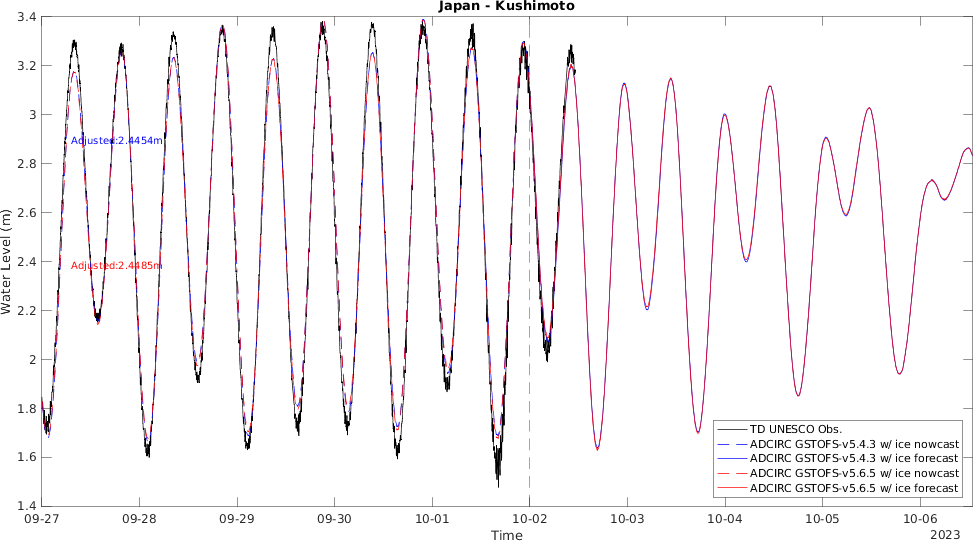 Japan - Kushimoto
Water Level (m)
3.4
3.2
3
2.8
2.6
2.4
2.2
2
1.8
1.6
1.4
Adjusted:2.4454m
Adjusted:2.4485m
TD UNESCO Obs.
ADCIRC GSTOFS-v5.4.3 w/ ice nowcast
ADCIRC GSTOFS-v5.4.3 w/ ice forecast
ADCIRC GSTOFS-v5.6.5 w/ ice nowcast
ADCIRC GSTOFS-v5.6.5 w/ ice forecast
09-27 09-28 09-29 09-30 10-01 10-02 10-03 10-04 10-05 10-06
Time
2023